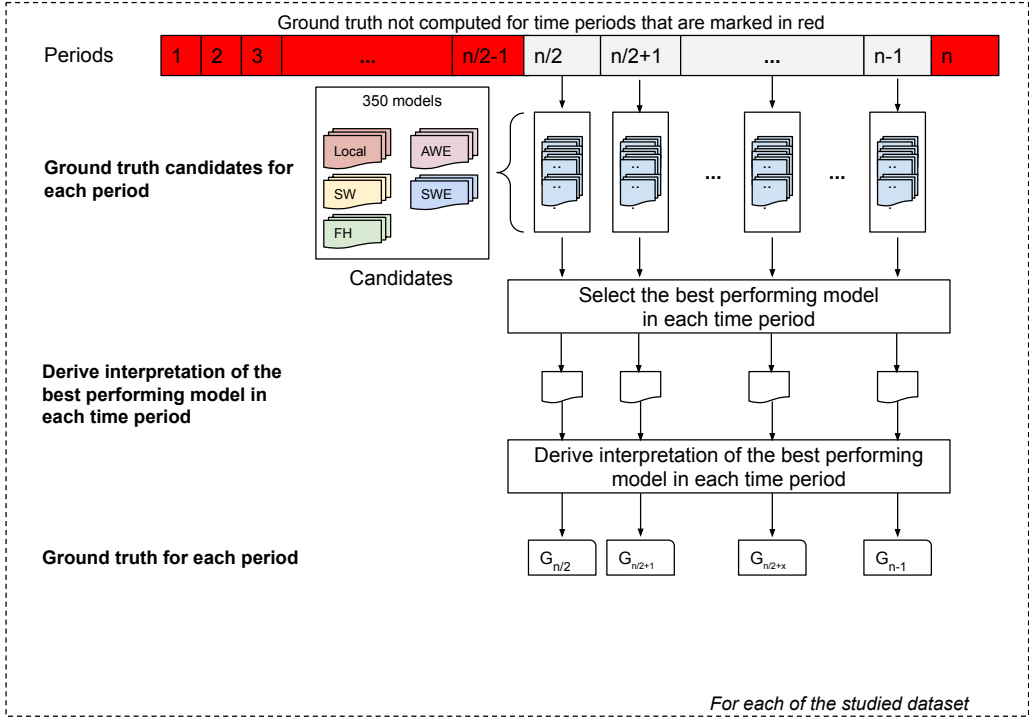 Ground truth not computed for time periods that are marked in red
Periods
1 2 3 ... n/2-1 n/2 n/2+1 ... n-1 n
350 models
Local AWE
SW SWE
FH
Candidates
Ground truth candidates for
each period
.. .. .. ..
.. .. .. ..
. . . .
... ...
Select the best performing model
in each time period
Derive interpretation of the
best performing model in
each time period
Derive interpretation of the best performing
model in each time period
Ground truth for each period
G n/2 G n/2+1 G n/2+x G n-1
For each of the studied dataset